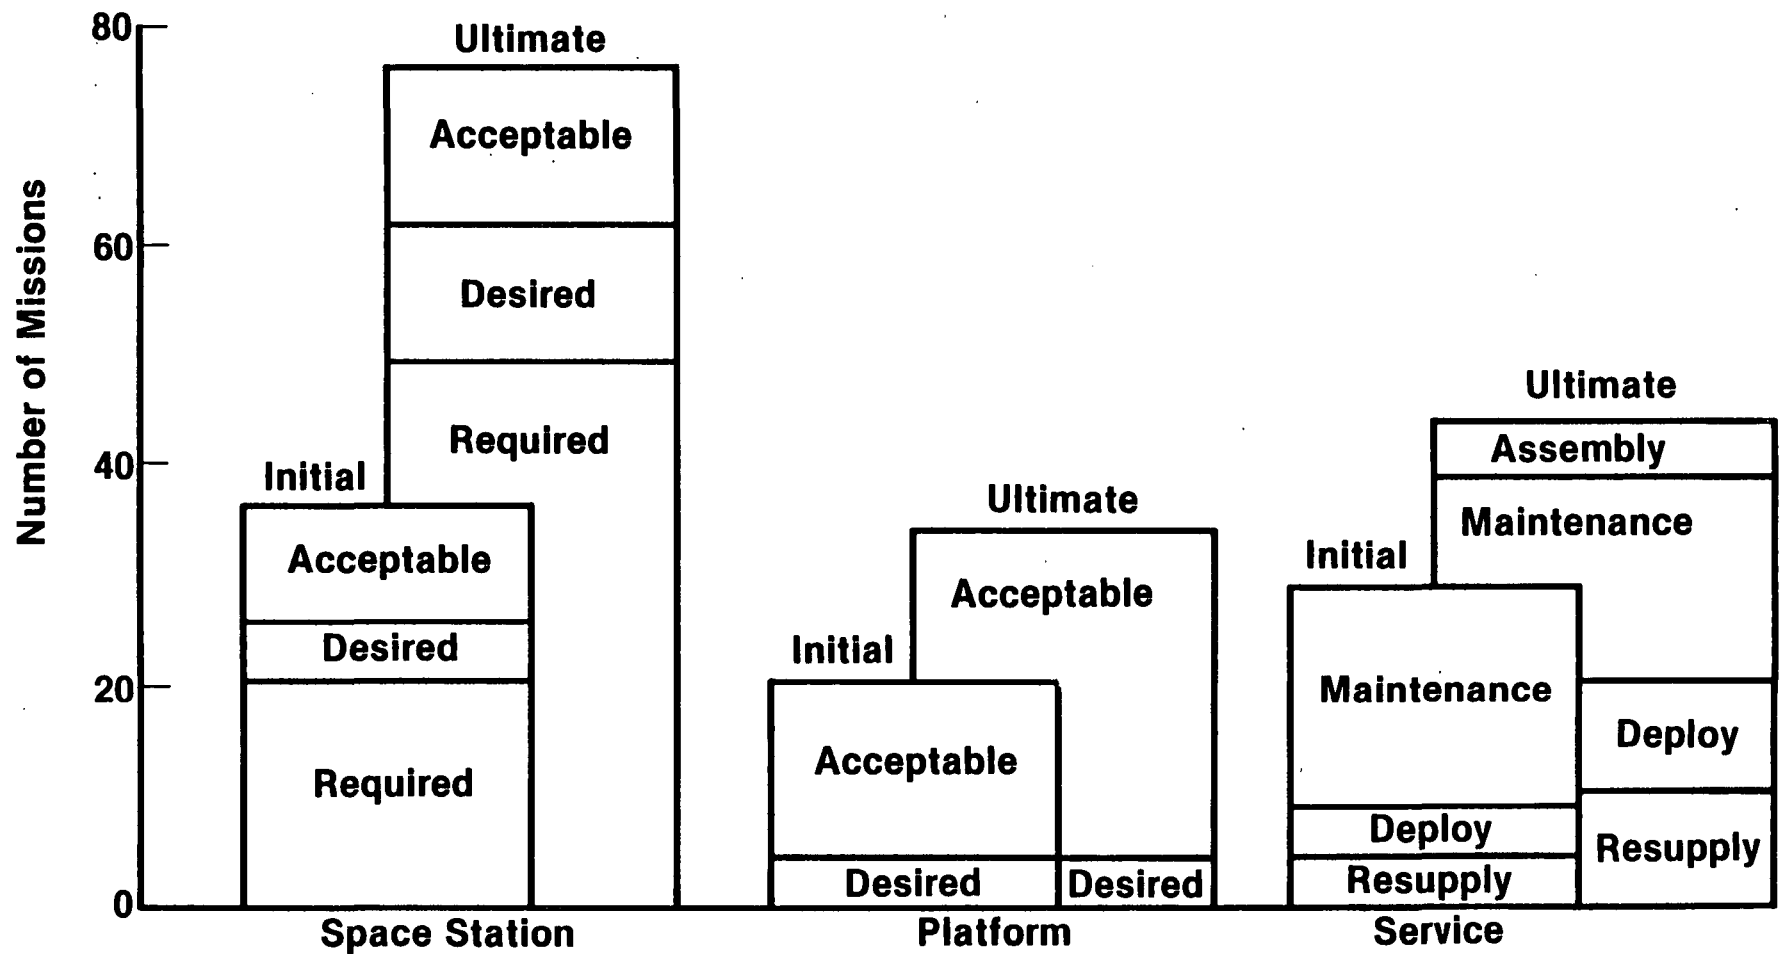 Number of Missions
80
60
40
20
0
Ultimate
Acceptable
Desired
Required
Initial
Acceptable
Desired
Required
Space Station
Ultimate
Acceptable
Initial
Acceptable
Desired
Desired
Platform
Ultimate
Assembly
Maintenance
Initial
Maintenance
Deploy
Resupply
Deploy
Resupply
Service